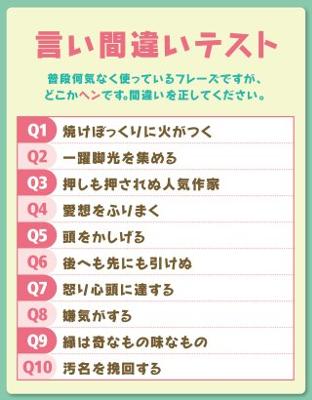 言い間違いテスト
普段何気なく使っているフレーズですが、
どこかヘンです。間違いを正してください。
Q1 焼けぼっくりに火がつく
Q2 一躍脚光を集める
Q3 押しも押されぬ人気作家
Q4 愛想をふりまく
Q5 頭をかしげる
Q6 後へも先にも引けぬ
Q7 怒り心頭に達する
Q8 嫌気がする
Q9 縁は奇なもの味なもの
Q10 汚名を挽回する